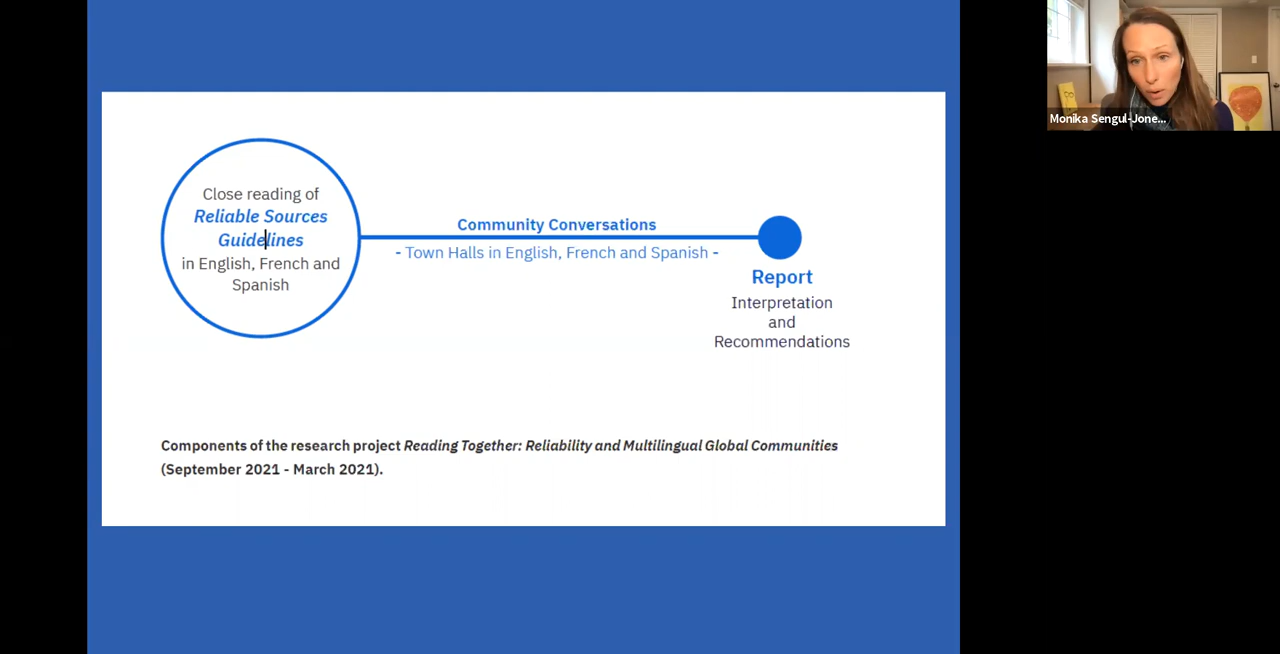 Close reading of
Reliable Sources
Guidelines
in English, French and
Spanish
Community Conversations
- Town Halls in English, French and Spanish -
Report
Interpretation
and
Recommendations
Components of the research project Reading Together: Reliability and Multilingual Global Communities
(September 2021 - March 2021).
Monika Sengul-Jone...